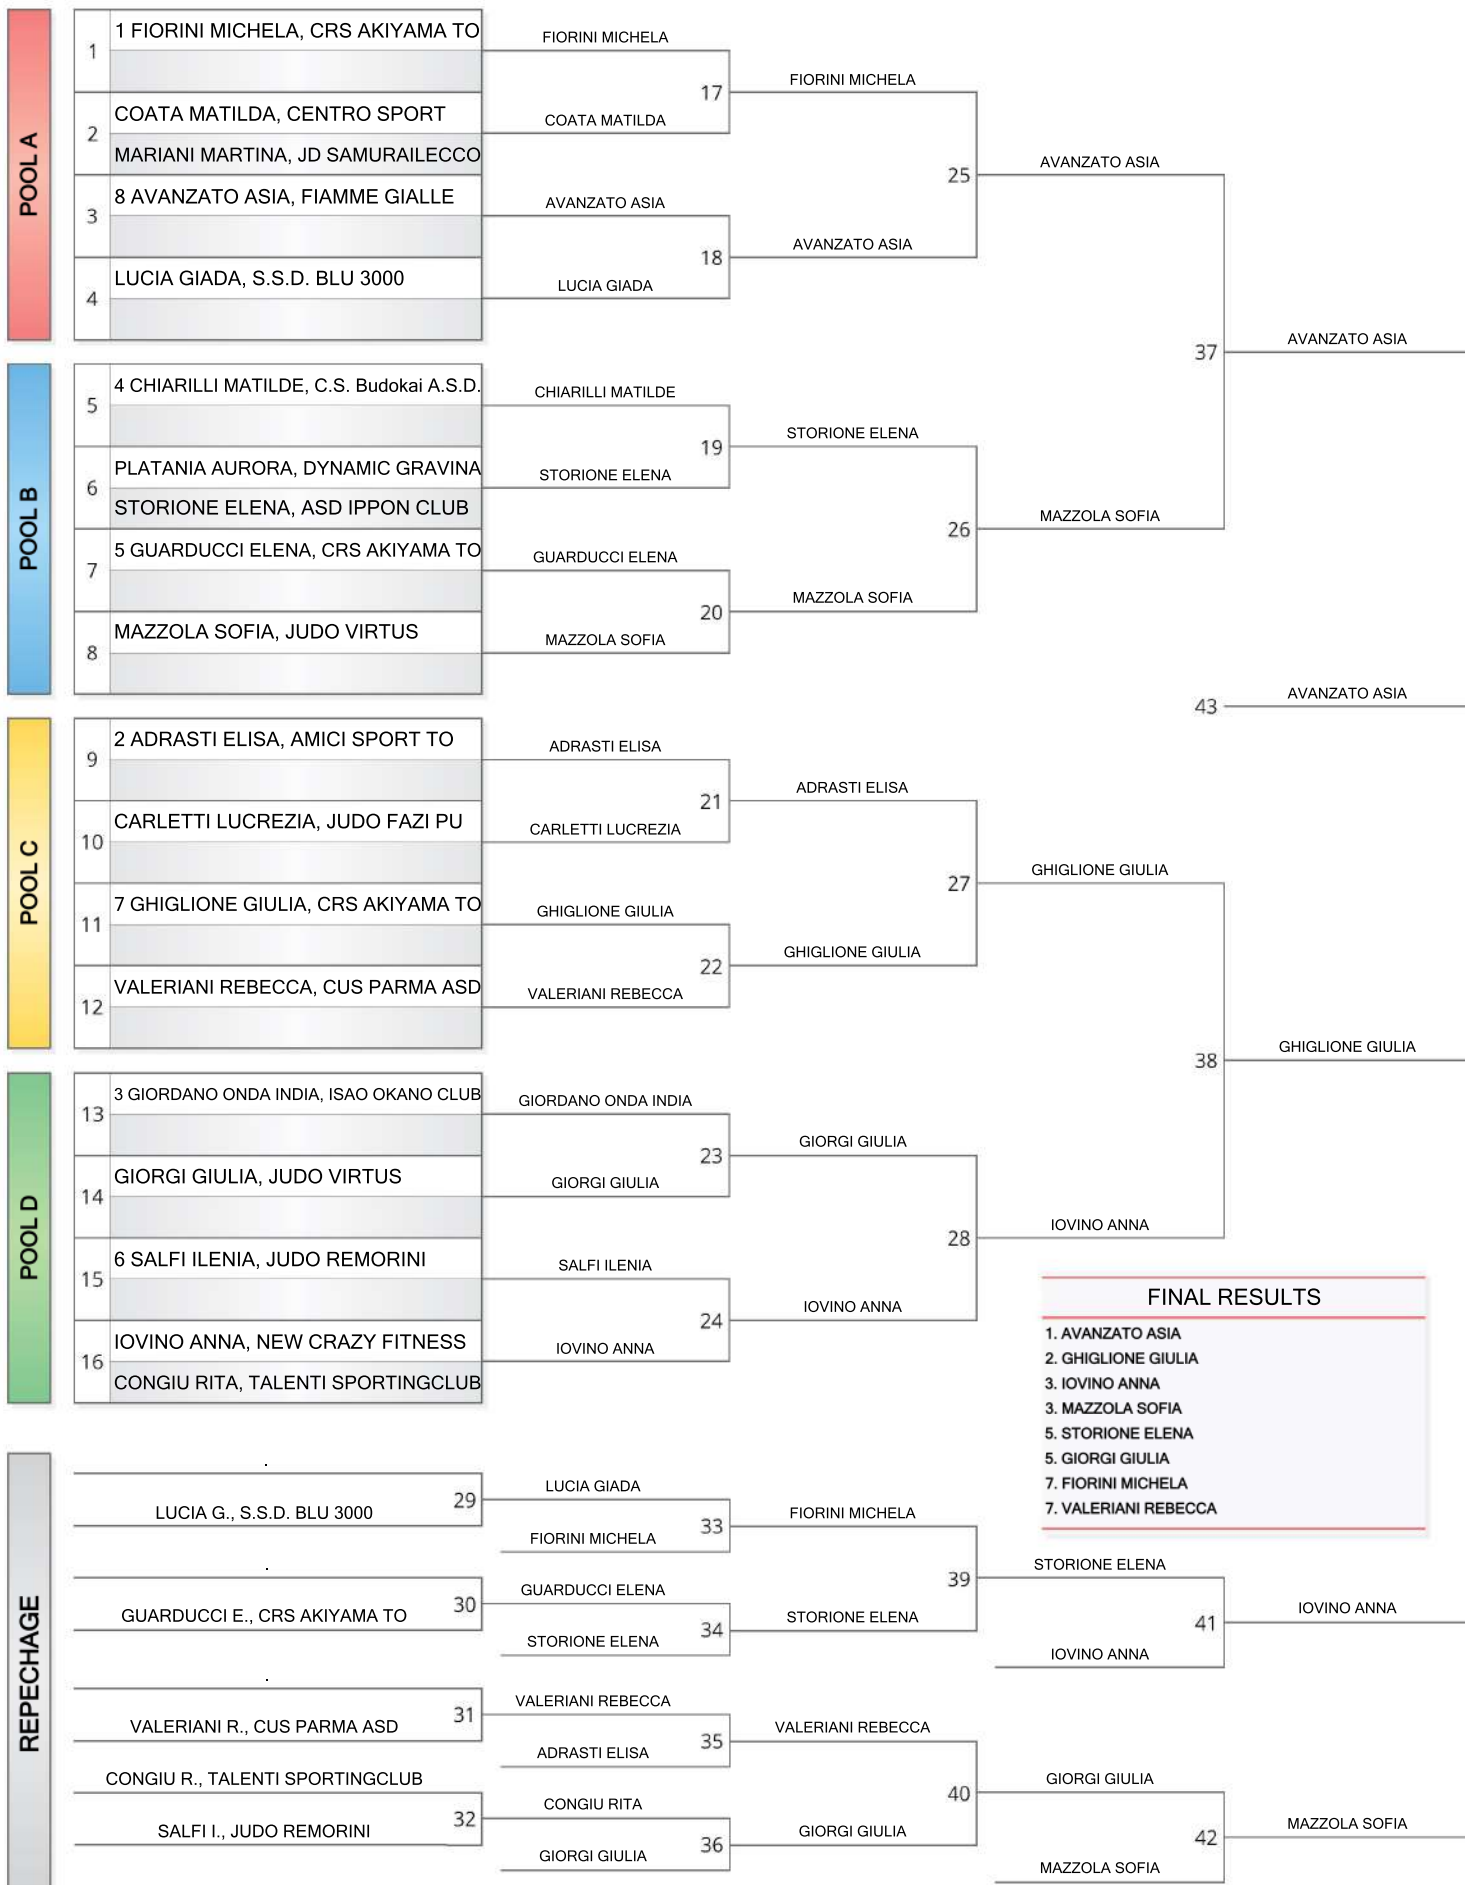 POOL A
1
1 FIORINI MICHELA, CRS AKIYAMA TO
2
COATA MATILDA, CENTRO SPORT
MARIANI MARTINA, JD SAMURAILECCO
3
8 AVANZATO ASIA, FIAMME GIALLE
4
LUCIA GIADA, S.S.D. BLU 3000
FIORINI MICHELA
17
COATA MATILDA
AVANZATO ASIA
18
LUCIA GIADA
FIORINI MICHELA
25
AVANZATO ASIA
AVANZATO ASIA
POOL B
5
4 CHIARILLI MATILDE, C.S. Budokai A.S.D.
6
PLATANIA AURORA, DYNAMIC GRAVINA
STORIONE ELENA, ASD IPPON CLUB
7
5 GUARDUCCI ELENA, CRS AKIYAMA TO
8
MAZZOLA SOFIA, JUDO VIRTUS
CHIARILLI MATILDE
19
STORIONE ELENA
GUARDUCCI ELENA
20
MAZZOLA SOFIA
STORIONE ELENA
26
MAZZOLA SOFIA
MAZZOLA SOFIA
37
AVANZATO ASIA
43
AVANZATO ASIA
POOL C
9
2 ADRASTI ELISA, AMICI SPORT TO
10
CARLETTI LUCREZIA, JUDO FAZI PU
11
7 GHIGLIONE GIULIA, CRS AKIYAMA TO
12
VALERIANI REBECCA, CUS PARMA ASD
ADRASTI ELISA
21
CARLETTI LUCREZIA
GHIGLIONE GIULIA
22
VALERIANI REBECCA
ADRASTI ELISA
27
GHIGLIONE GIULIA
GHIGLIONE GIULIA
POOL D
13
3 GIORDANO ONDA INDIA, ISAO OKANO CLUB
14
GIORGI GIULIA, JUDO VIRTUS
15
6 SALFI ILENIA, JUDO REMORINI
16
IOVINO ANNA, NEW CRAZY FITNESS
CONGIU RITA, TALENTI SPORTINGCLUB
GIORDANO ONDA INDIA
23
GIORGI GIULIA
SALFI ILENIA
24
IOVINO ANNA
GIORGI GIULIA
28
IOVINO ANNA
IOVINO ANNA
38
GHIGLIONE GIULIA
FINAL RESULTS
1. AVANZATO ASIA
2. GHIGLIONE GIULIA
3. IOVINO ANNA
3. MAZZOLA SOFIA
5. STORIONE ELENA
5. GIORGI GIULIA
7. FIORINI MICHELA
7. VALERIANI REBECCA
REPECHAGE
.
29
LUCIA G., S.S.D. BLU 3000
.
30
GUARDUCCI E., CRS AKIYAMA TO
.
31
VALERIANI R., CUS PARMA ASD
CONGIU R., TALENTI SPORTINGCLUB
32
SALFI I., JUDO REMORINI
LUCIA GIADA
33
FIORINI MICHELA
GUARDUCCI ELENA
34
STORIONE ELENA
VALERIANI REBECCA
35
ADRASTI ELISA
CONGIU RITA
36
GIORGI GIULIA
FIORINI MICHELA
39
STORIONE ELENA
VALERIANI REBECCA
40
GIORGI GIULIA
STORIONE ELENA
41
IOVINO ANNA
IOVINO ANNA
GIORGI GIULIA
42
MAZZOLA SOFIA
MAZZOLA SOFIA